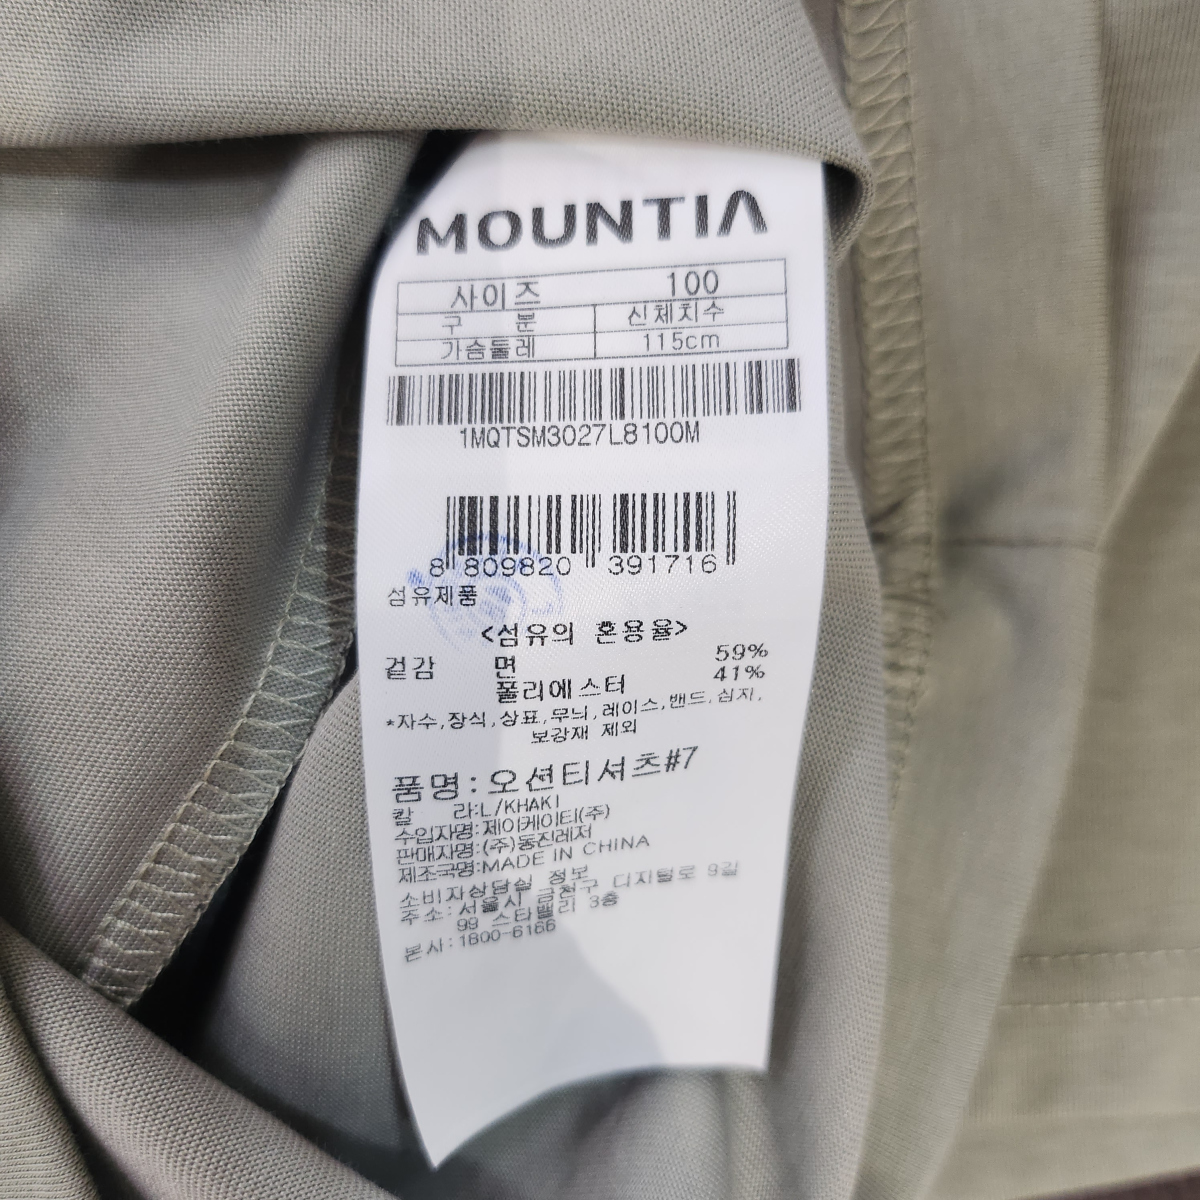 MOUNTIA
사이즈 100
구 분 신체치수
가슴둘레 115cm
1MQTSM3027L8100M
8 809820 391716
섬유제품
<섬유의 혼용율>
겉감 면 59%
폴리에스터 41%
*자수,장식,상표,무늬,레이스,밴드,심지,
보강재 제외
품명:오션티셔츠#7
칼 라:L/KHAKI
수입자명:제이케이티(주)
판매자명:(주)동진레저
제조국명:MADE IN CHINA
소비자상담실 정보
주소:서울시 금천구 디지털로 9길
99 스타밸리 3층
본사:1800-6166